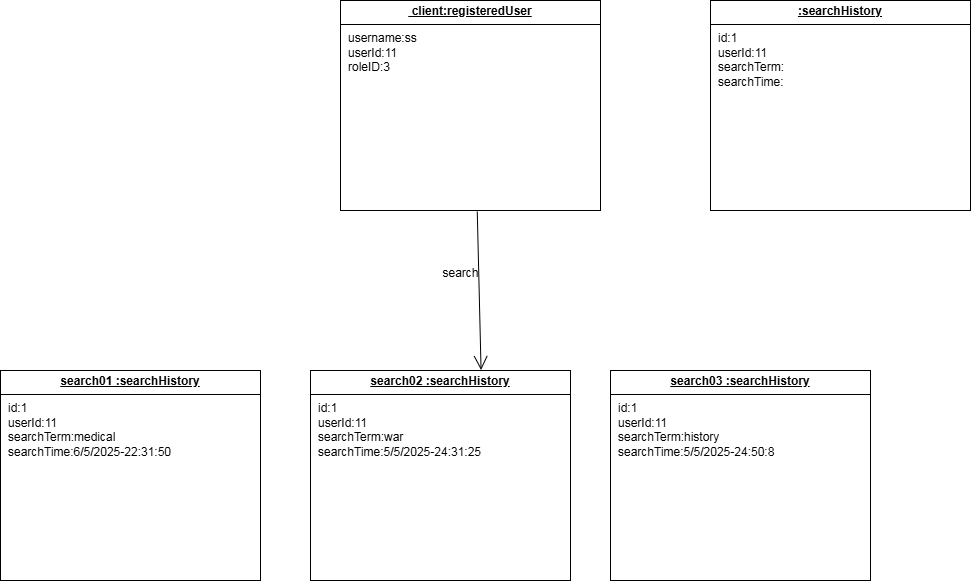 client:registeredUser
username:ss
userId:11
roleID:3
:searchHistory
id:1
userId:11
searchTerm:
searchTime:
search
search01 :searchHistory
id:1
userId:11
searchTerm:medical
searchTime:6/5/2025-22:31:50
search02 :searchHistory
id:1
userId:11
searchTerm:war
searchTime:5/5/2025-24:31:25
search03 :searchHistory
id:1
userId:11
searchTerm:history
searchTime:5/5/2025-24:50:8